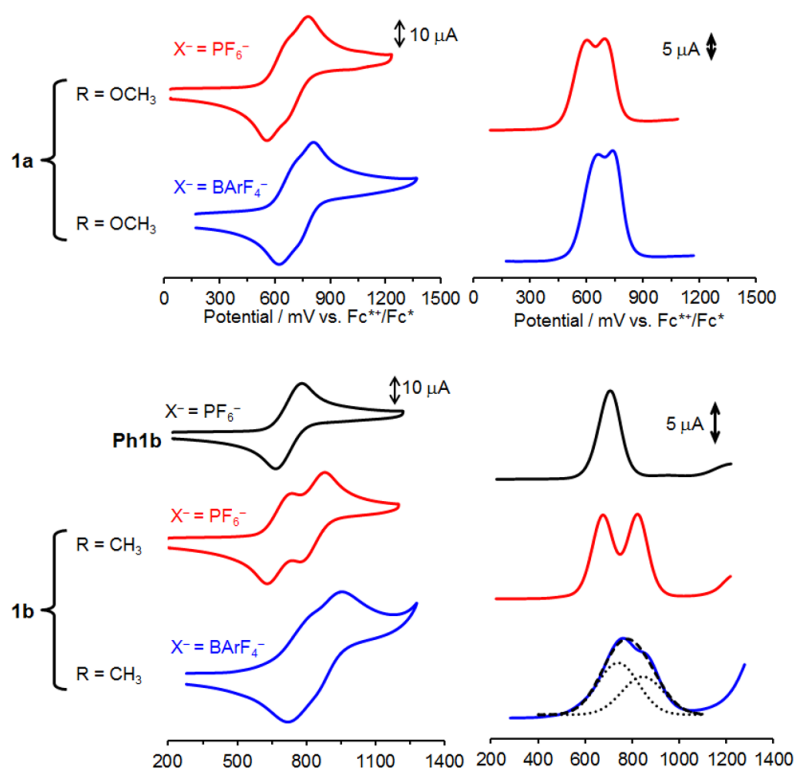 X⁻ = PF₆⁻
10 µA
5 µA
R = OCH₃
1a
X⁻ = BArF₄⁻
R = OCH₃
0 300 600 900 1200 1500
0 300 600 900 1200 1500
Potential / mV vs. Fc*⁺/Fc*
Potential / mV vs. Fc*⁺/Fc*
10 µA
X⁻ = PF₆⁻
5 µA
Ph1b
X⁻ = PF₆⁻
R = CH₃
1b
X⁻ = BArF₄⁻
R = CH₃
200 500 800 1100 1400
200 400 600 800 1000 1200 1400